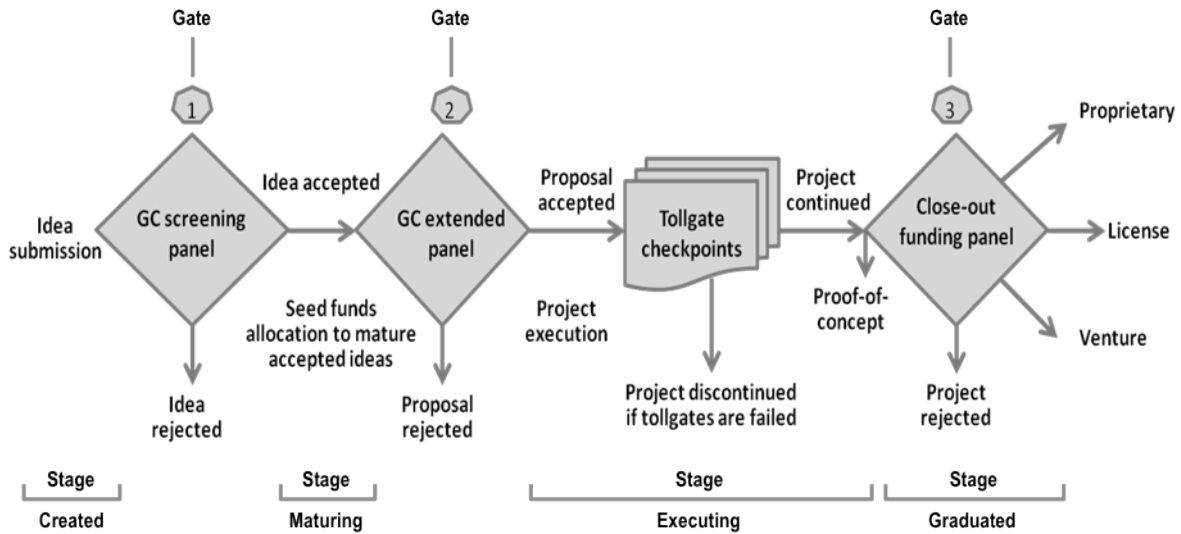 Gate
Gate
Gate
1
2
3
Proprietary
Idea accepted
Proposal
accepted
Project
continued
Idea
submission
GC screening
panel
GC extended
panel
Tollgate
checkpoints
Close-out
funding panel
License
Seed funds
allocation to mature
accepted ideas
Project
execution
Proof-of-
concept
Venture
Idea
rejected
Proposal
rejected
Project discontinued
if tollgates are failed
Project
rejected
Stage
Stage
Stage
Stage
Created
Maturing
Executing
Graduated